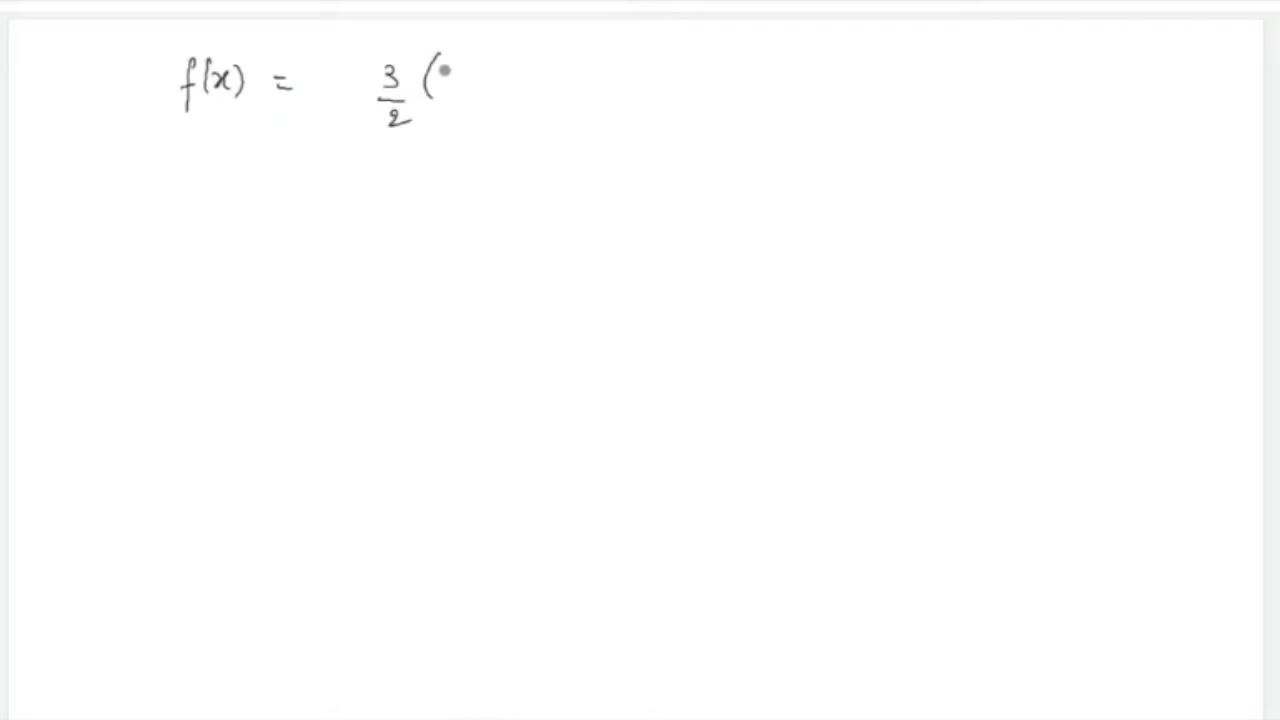 f(x) = 3/2 (